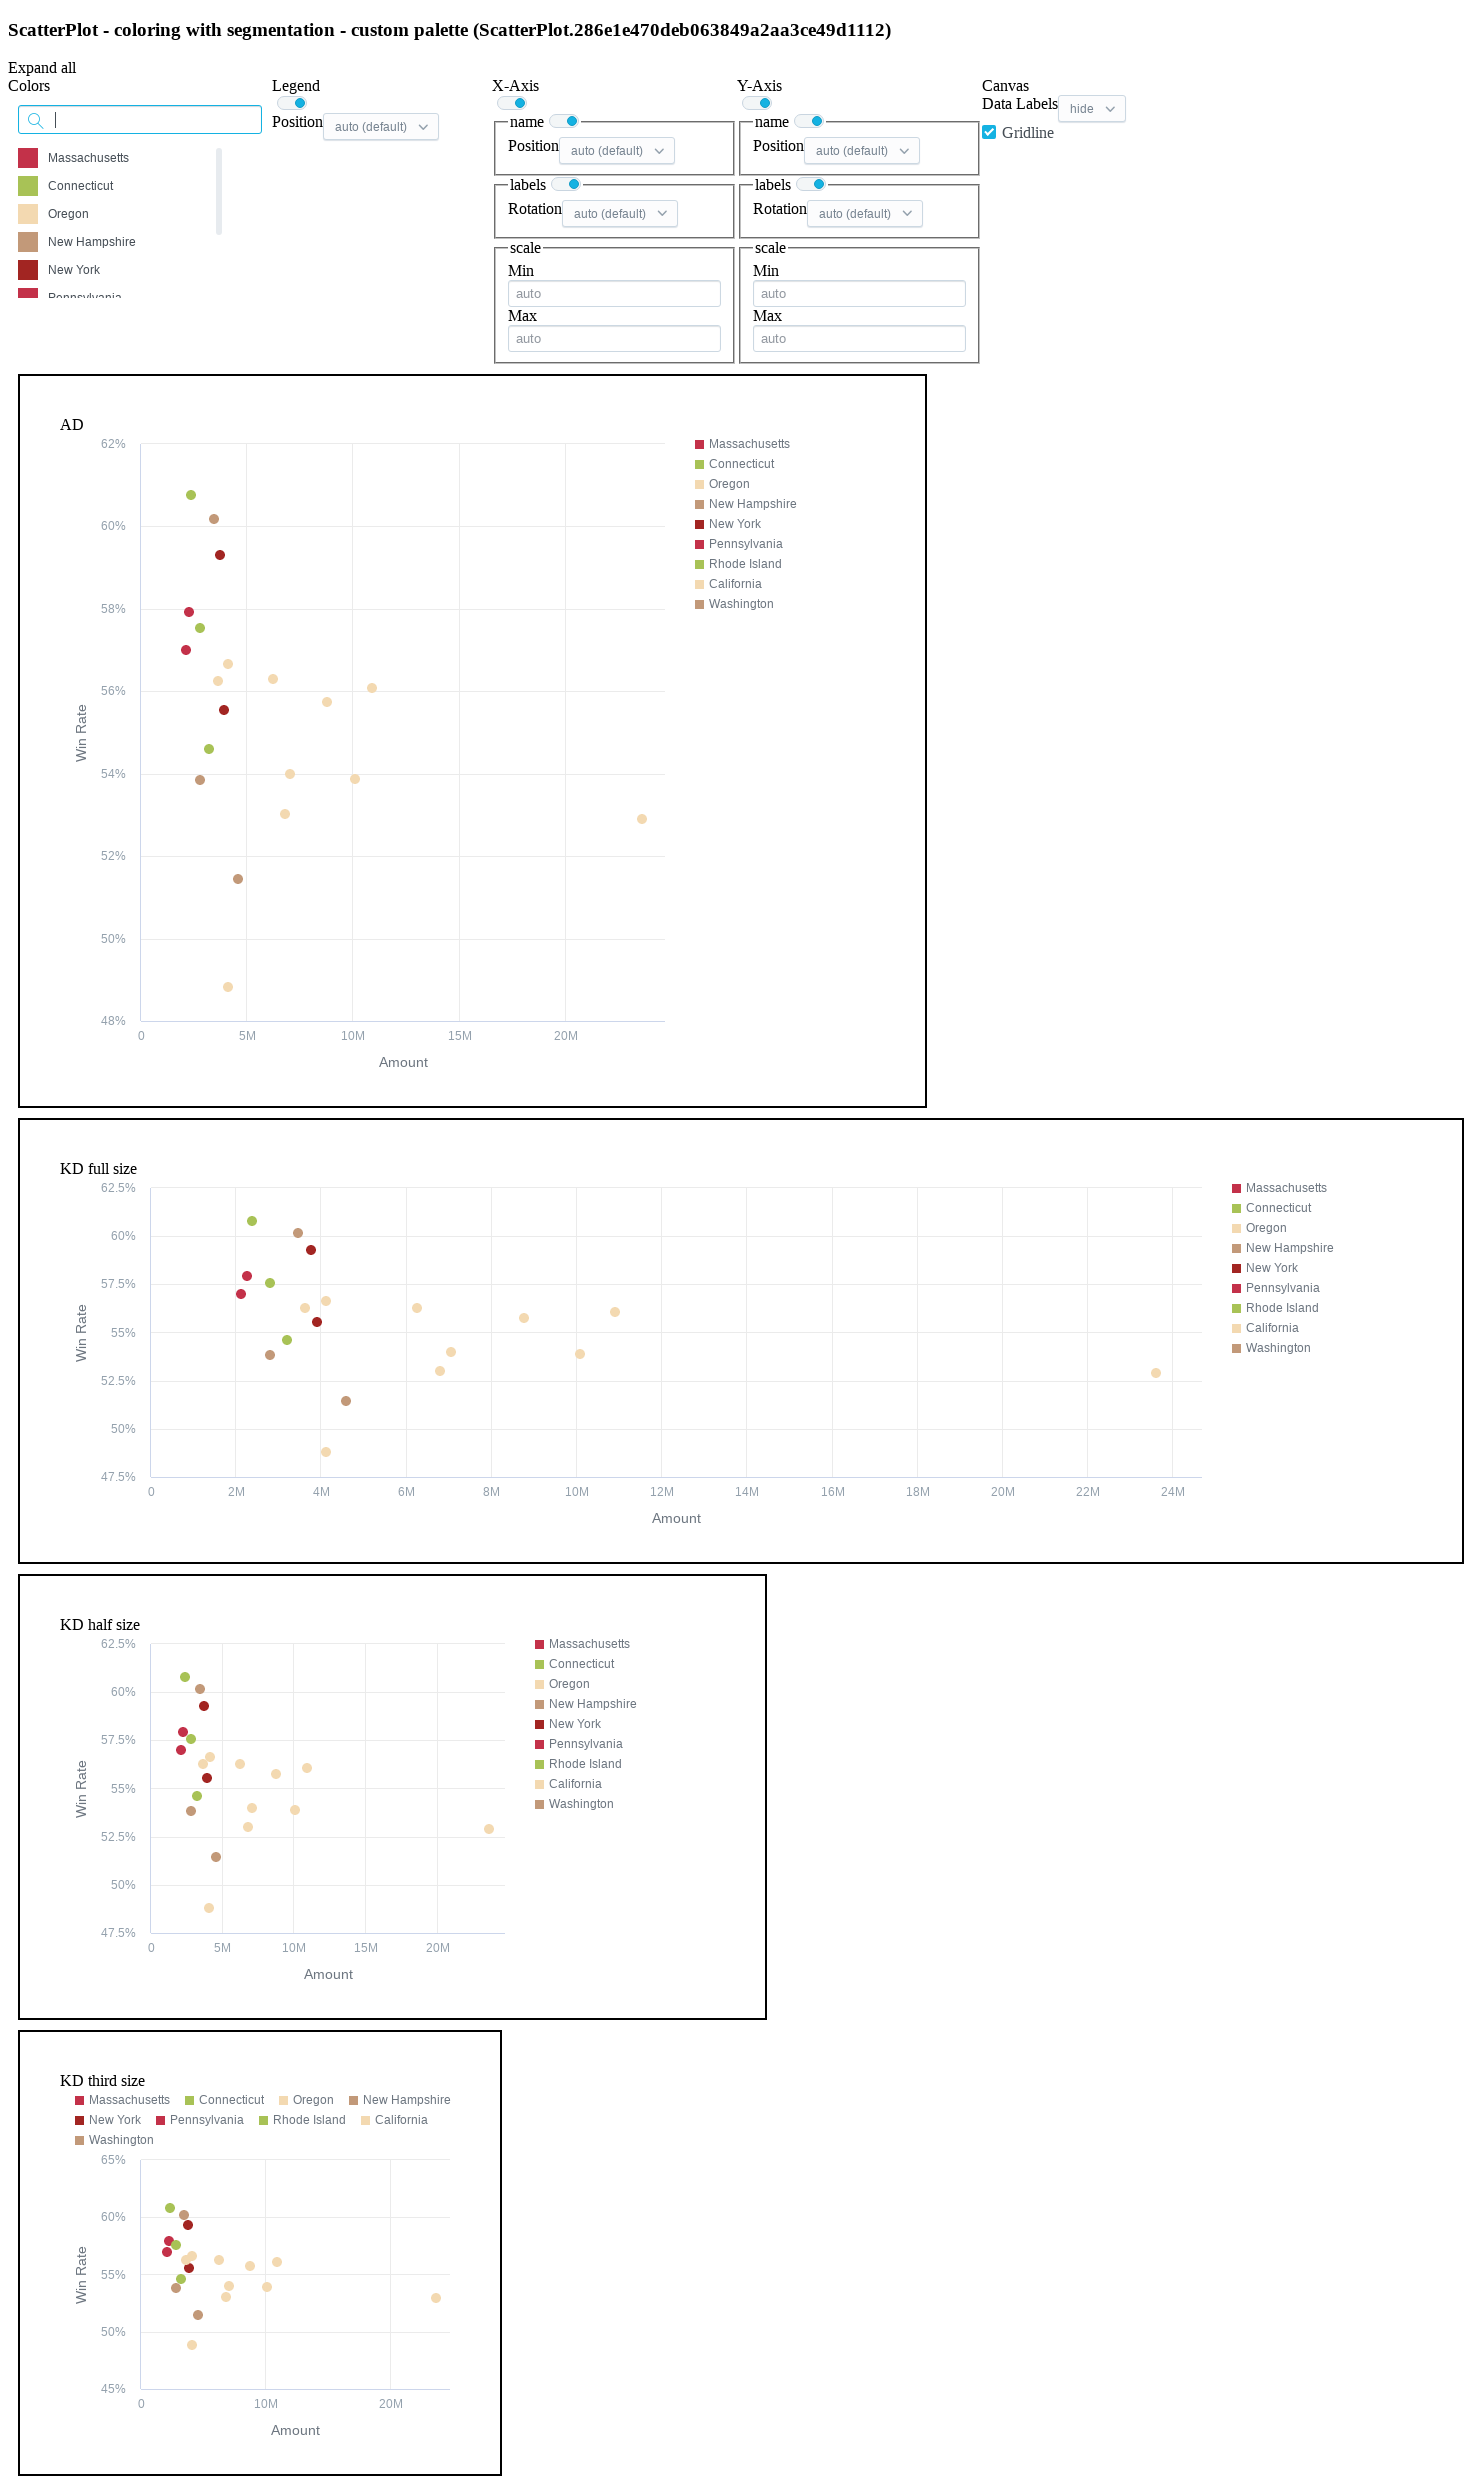 ScatterPlot - coloring with segmentation - custom palette (ScatterPlot.286e1e470deb063849a2aa3ce49d1112)
Expand all
Colors
Massachusetts
Connecticut
Oregon
New Hampshire
New York
Pennsylvania
Legend
Position auto (default)
X-Axis
name
Position auto (default)
labels
Rotation auto (default)
scale
Min
auto
Max
auto
Y-Axis
name
Position auto (default)
labels
Rotation auto (default)
scale
Min
auto
Max
auto
Canvas
Data Labels hide
Gridline
AD
62%
60%
58%
56%
54%
52%
50%
48%
Win Rate
0 5M 10M 15M 20M
Amount
Massachusetts
Connecticut
Oregon
New Hampshire
New York
Pennsylvania
Rhode Island
California
Washington
KD full size
62.5%
60%
57.5%
55%
52.5%
50%
47.5%
Win Rate
0 2M 4M 6M 8M 10M 12M 14M 16M 18M 20M 22M 24M
Amount
Massachusetts
Connecticut
Oregon
New Hampshire
New York
Pennsylvania
Rhode Island
California
Washington
KD half size
62.5%
60%
57.5%
55%
52.5%
50%
47.5%
Win Rate
0 5M 10M 15M 20M
Amount
Massachusetts
Connecticut
Oregon
New Hampshire
New York
Pennsylvania
Rhode Island
California
Washington
KD third size
Massachusetts Connecticut Oregon New Hampshire
New York Pennsylvania Rhode Island California
Washington
65%
60%
55%
50%
45%
Win Rate
0 10M 20M
Amount